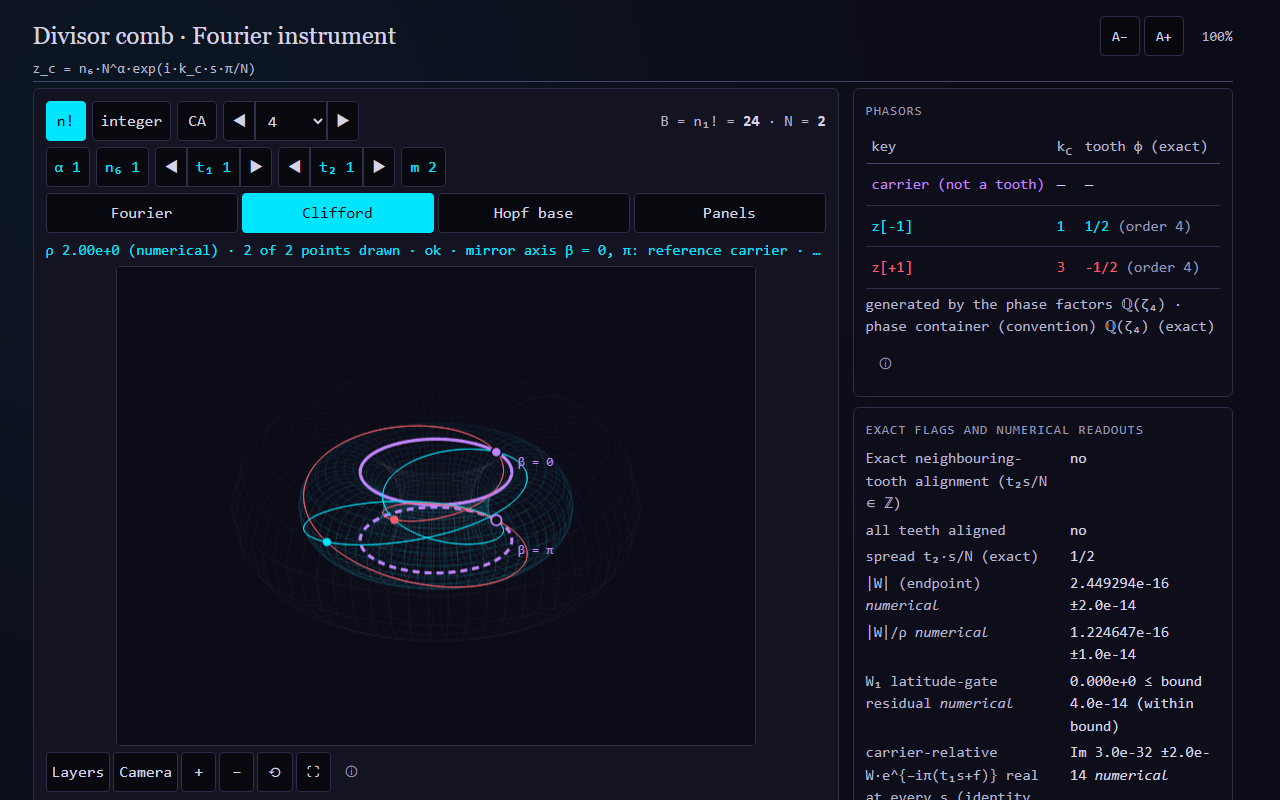 Divisor comb · Fourier instrument
A− A+ 100%
z_c = n₆·N^α·exp(i·k_c·s·π/N)
n! integer CA ◀ 4 ▶ B = n₁! = 24 · N = 2
α 1 n₆ 1 ◀ t₁ 1 ▶ ◀ t₂ 1 ▶ m 2
Fourier Clifford Hopf base Panels
ρ 2.00e+0 (numerical) · 2 of 2 points drawn · ok · mirror axis β = 0, π: reference carrier · …
β = 0
β = π
Layers Camera + − ⟲ ⛶ ⓘ
PHASORS
key k_C tooth ϕ (exact)
carrier (not a tooth) — —
z[-1] 1 1/2 (order 4)
z[+1] 3 -1/2 (order 4)
generated by the phase factors ℚ(ζ₄) ·
phase container (convention) ℚ(ζ₄) (exact)
ⓘ
EXACT FLAGS AND NUMERICAL READOUTS
Exact neighbouring- no
tooth alignment (t₂s/N
∈ ℤ)
all teeth aligned no
spread t₂·s/N (exact) 1/2
|W| (endpoint) 2.449294e-16
numerical ±2.0e-14
|W|/ρ numerical 1.224647e-16
±1.0e-14
W₁ latitude-gate 0.000e+0 ≤ bound
residual numerical 4.0e-14 (within
bound)
carrier-relative Im 3.0e-32 ±2.0e-
W·e^{−iπ(t₁s+f)} real 14 numerical
at every s (identity